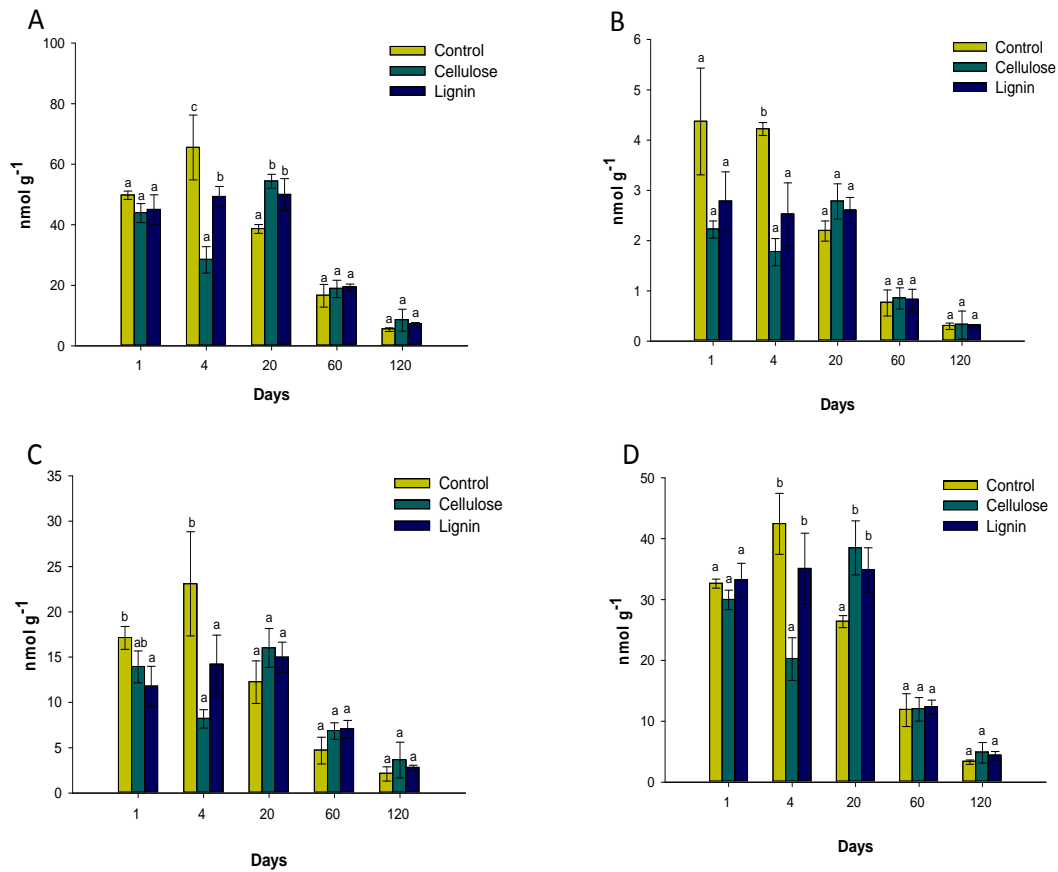 A
100
80
60
40
20
0
nmol g-1
Control
Cellulose
Lignin
a a a
c a b
a b b
a a a
a a a
1 4 20 60 120
Days
B
6
5
4
3
2
1
0
nmol g-1
Control
Cellulose
Lignin
a a a
b a a
a a a
a a a
a a a
1 4 20 60 120
Days
C
35
30
25
20
15
10
5
0
nmol g-1
Control
Cellulose
Lignin
b ab a
b a a
a a a
a a a
a a a
1 4 20 60 120
Days
D
50
40
30
20
10
0
nmol g-1
Control
Cellulose
Lignin
a a a
b a b
a b b
a a a
a a a
1 4 20 60 120
Days